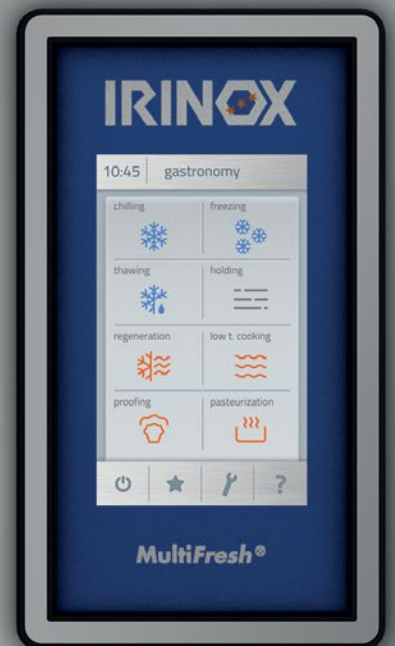 IRINOX
10:45 gastronomy
chilling freezing
thawing holding
regeneration low t. cooking
proofing pasteurization
?
MultiFresh®